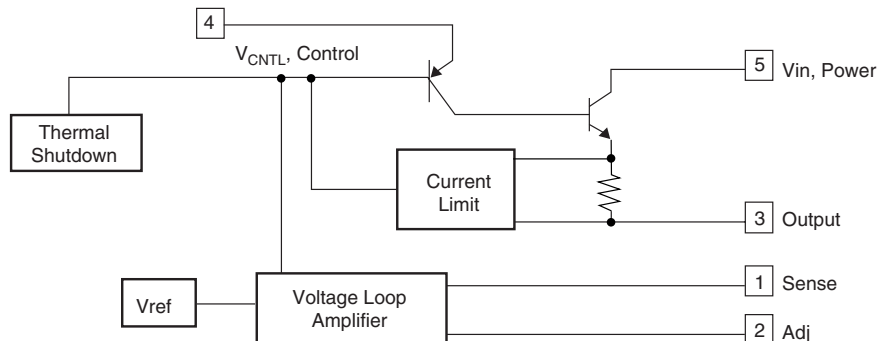 4
V_CNTL, Control
5 Vin, Power
Thermal
Shutdown
Current
Limit
3 Output
1 Sense
Vref
Voltage Loop
Amplifier
2 Adj